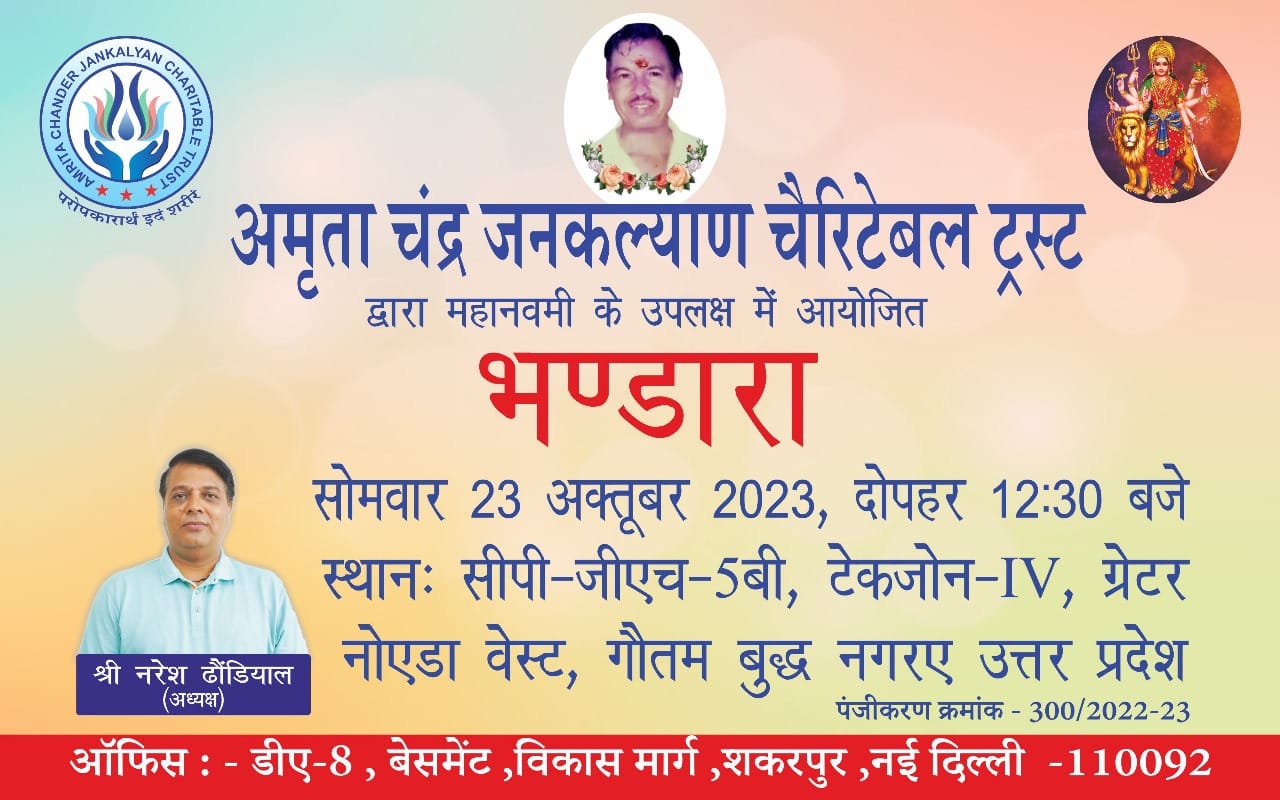 AMRITA CHANDER JANKALYAN CHARITABLE TRUST
परोपकारार्थं इदं शरीरं
अमृता चंद्र जनकल्याण चैरिटेबल ट्रस्ट
द्वारा महानवमी के उपलक्ष में आयोजित
भण्डारा
सोमवार 23 अक्तूबर 2023, दोपहर 12:30 बजे
स्थानः सीपी-जीएच-5बी, टेकजोन-IV, ग्रेटर
नोएडा वेस्ट, गौतम बुद्ध नगरए उत्तर प्रदेश
श्री नरेश ढौंडियाल
(अध्यक्ष)
पंजीकरण क्रमांक - 300/2022-23
ऑफिस : - डीए-8 , बेसमेंट ,विकास मार्ग ,शकरपुर ,नई दिल्ली -110092